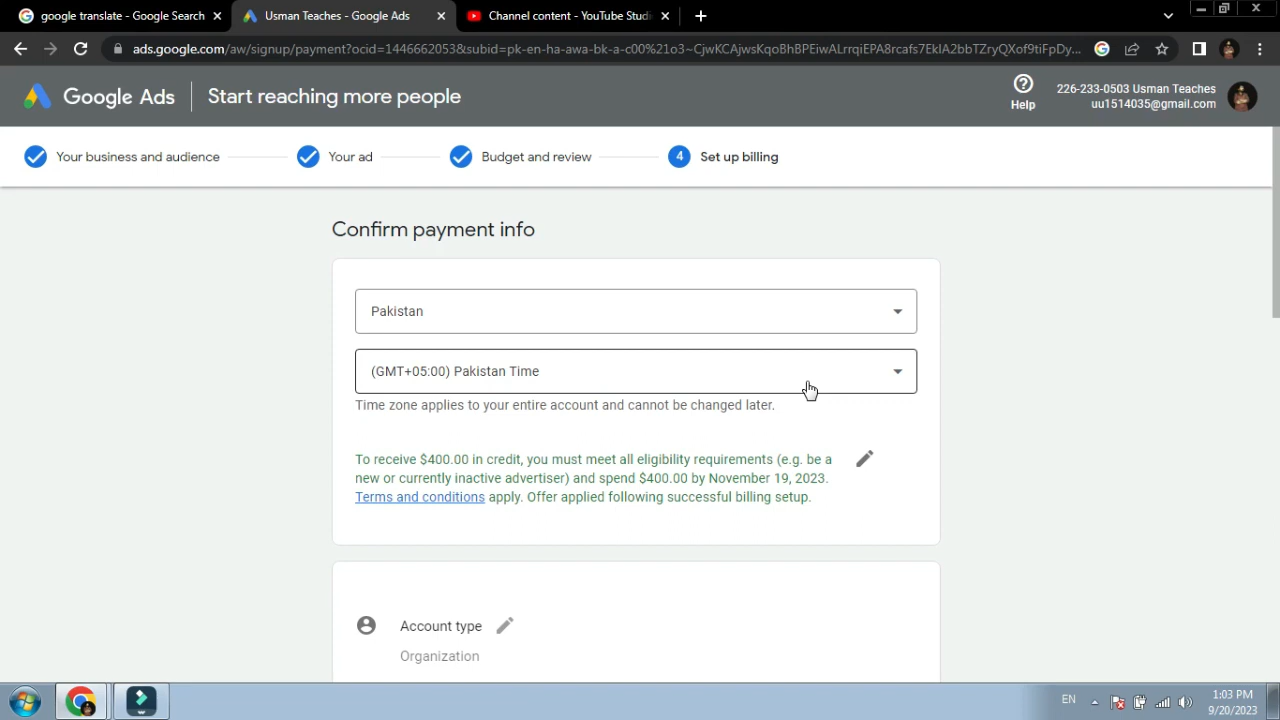 google translate - Google Search
Usman Teaches - Google Ads
Channel content - YouTube Studi
ads.google.com/aw/signup/payment?ocid=1446662053&subid=pk-en-ha-awa-bk-a-c00%21o3~CjwKCAjwsKqoBhBPEiwALrrqiEPA8rcafs7EkIA2bbTZryQXof9tiFpDy...
Google Ads
Start reaching more people
Help
226-233-0503 Usman Teaches
uu1514035@gmail.com
Your business and audience
Your ad
Budget and review
4 Set up billing
Confirm payment info
Pakistan
(GMT+05:00) Pakistan Time
Time zone applies to your entire account and cannot be changed later.
To receive $400.00 in credit, you must meet all eligibility requirements (e.g. be a
new or currently inactive advertiser) and spend $400.00 by November 19, 2023.
Terms and conditions apply. Offer applied following successful billing setup.
Account type
Organization
EN
1:03 PM
9/20/2023